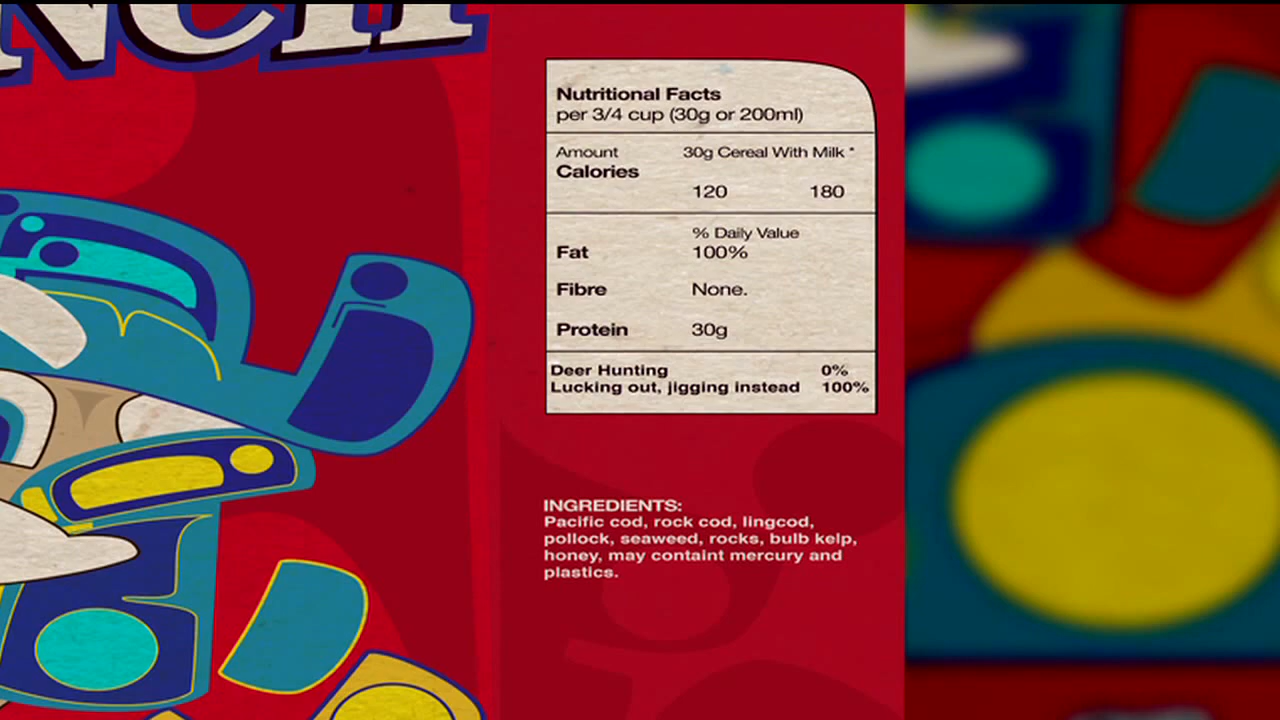 NCH
Nutritional Facts
per 3/4 cup (30g or 200ml)
Amount 30g Cereal With Milk *
Calories
120 180
% Daily Value
Fat 100%
Fibre None.
Protein 30g
Deer Hunting 0%
Lucking out, jigging instead 100%
INGREDIENTS:
Pacific cod, rock cod, lingcod,
pollock, seaweed, rocks, bulb kelp,
honey, may containt mercury and
plastics.